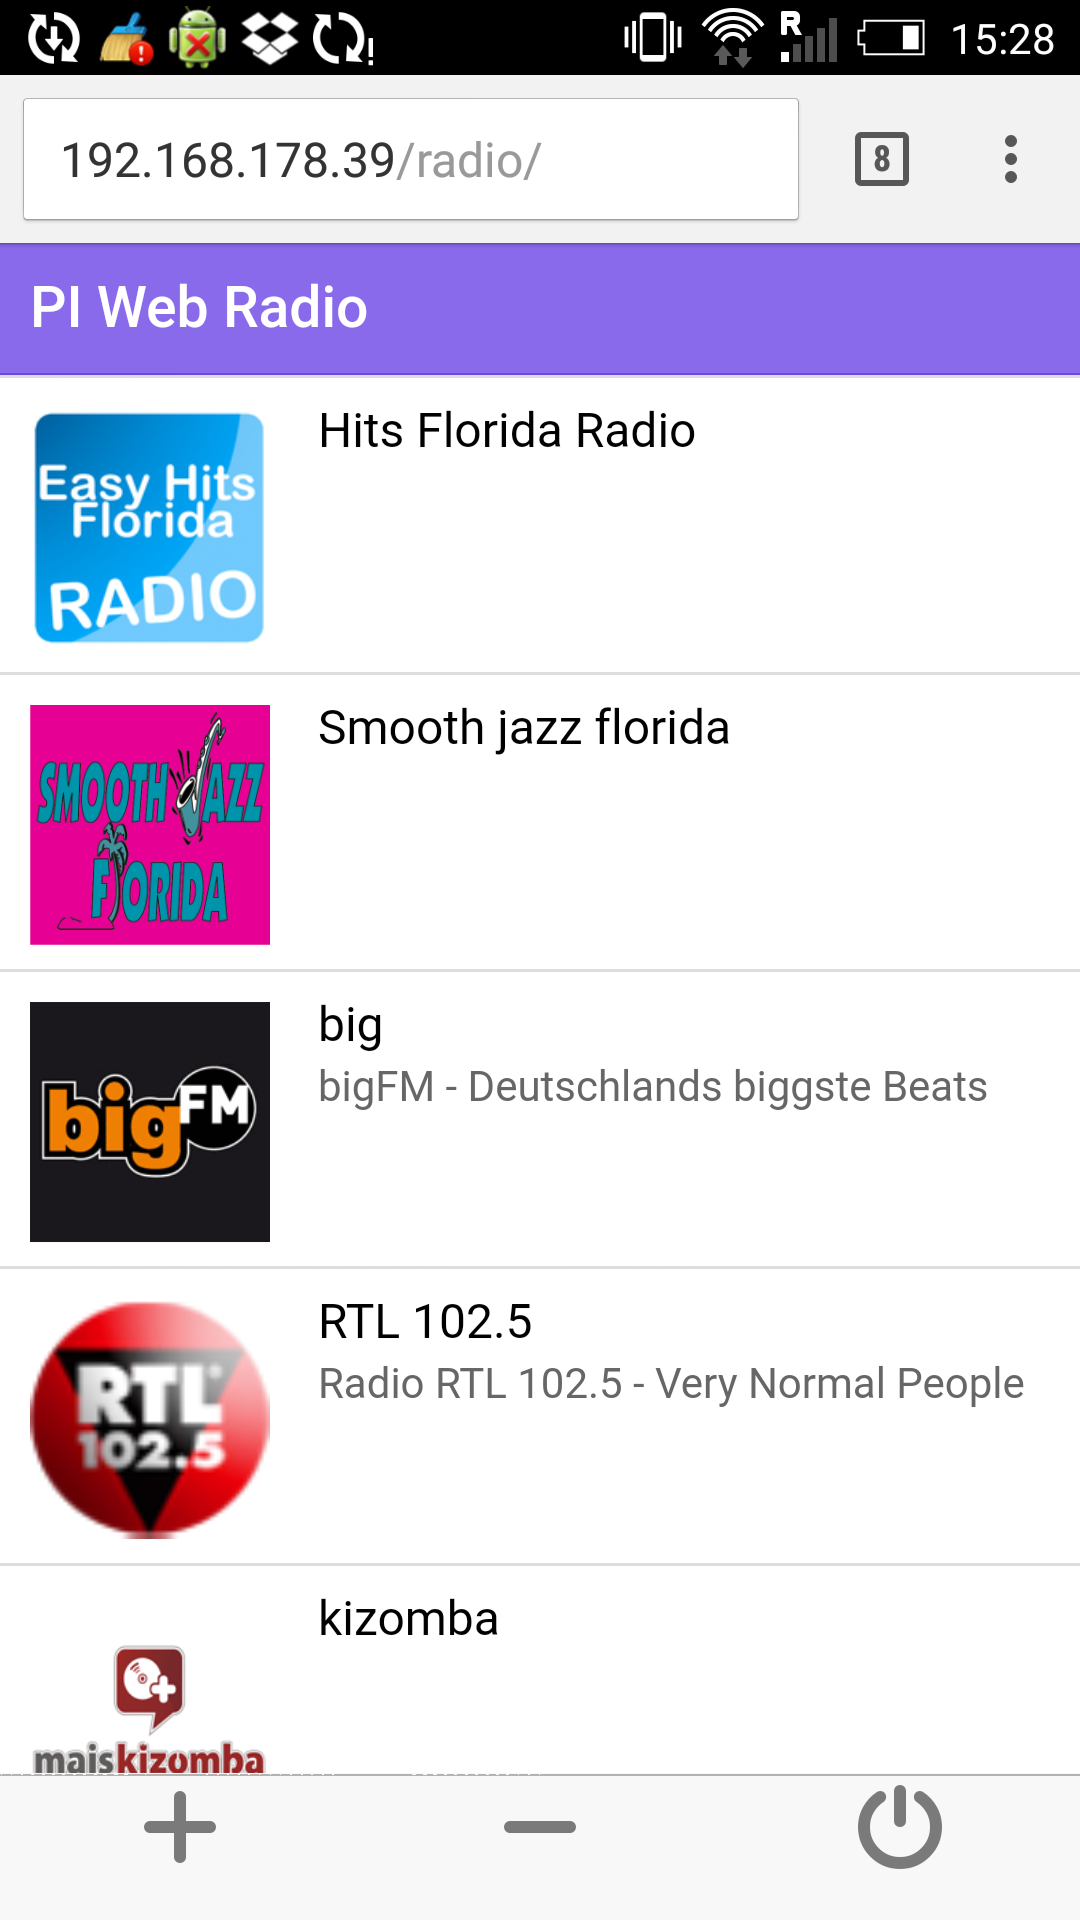 R
15:28
192.168.178.39/radio/
8
PI Web Radio
Easy Hits
Florida
RADIO
Hits Florida Radio
SMOOTH JAZZ
FLORIDA
Smooth jazz florida
bigFM
big
bigFM - Deutschlands biggste Beats
RTL
102.5
RTL 102.5
Radio RTL 102.5 - Very Normal People
kizomba
maiskizomba